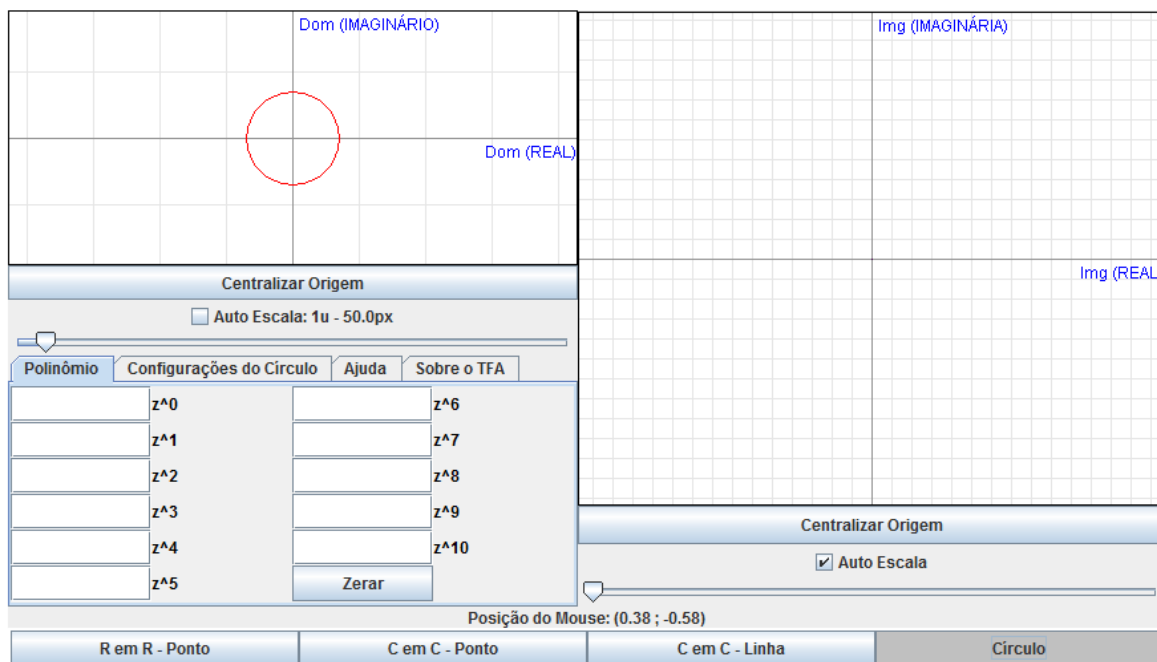 Dom (IMAGINÁRIO)
Dom (REAL)
Centralizar Origem
Auto Escala: 1u - 50.0px
Polinômio Configurações do Círculo Ajuda Sobre o TFA
z^0 z^6
z^1 z^7
z^2 z^8
z^3 z^9
z^4 z^10
z^5 Zerar
Img (IMAGINÁRIA)
Img (REAL
Centralizar Origem
Auto Escala
Posição do Mouse: (0.38 ; -0.58)
R em R - Ponto C em C - Ponto C em C - Linha Círculo